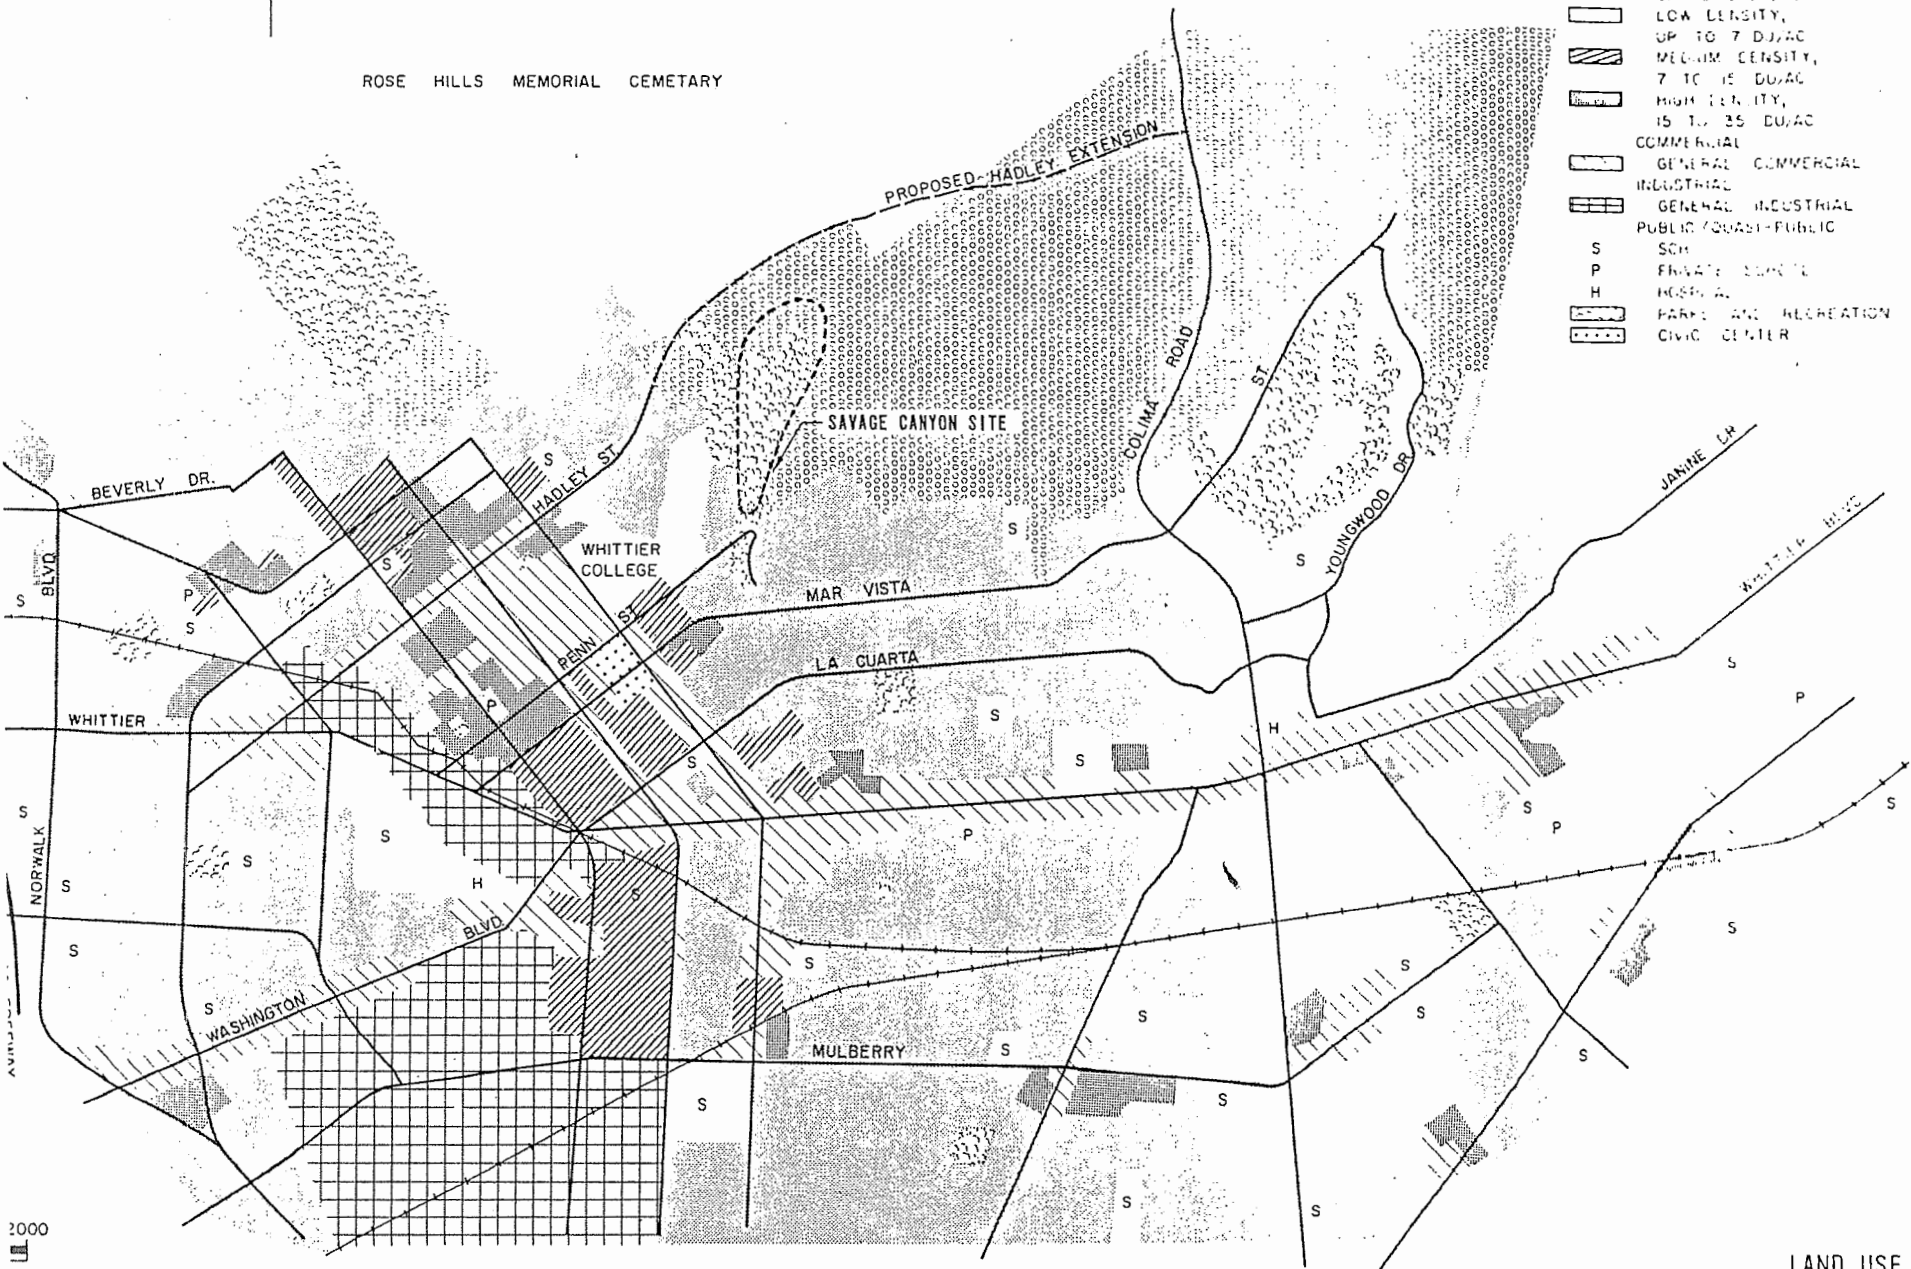 LOW DENSITY,
UP TO 7 DU/AC
MEDIUM DENSITY,
7 TO 15 DU/AC
HIGH DENSITY,
15 TO 35 DU/AC
COMMERCIAL
GENERAL COMMERCIAL
INDUSTRIAL
GENERAL INDUSTRIAL
PUBLIC/QUASI-PUBLIC
S SCH
P PRIVATE
H
PARKS AND RECREATION
CIVIC CENTER
ROSE HILLS MEMORIAL CEMETARY
PROPOSED HADLEY EXTENSION
COLIMA ROAD
ST.
SAVAGE CANYON SITE
JANINE DR
BLVD
YOUNGWOOD DR.
BEVERLY DR.
HADLEY ST.
S
WHITTIER
COLLEGE
S
S
S
BLVD.
P
S
S
MAR VISTA
PENN ST.
LA CUARTA
S
P
WHITTIER
P
S
H
S
S
S
S
S
S
P
P
S
NORWALK
S
S
H
S
S
BLVD.
S
S
S
S
WASHINGTON
S
S
S
MULBERRY
S
S
S
S
S
S
2000
LAND USE